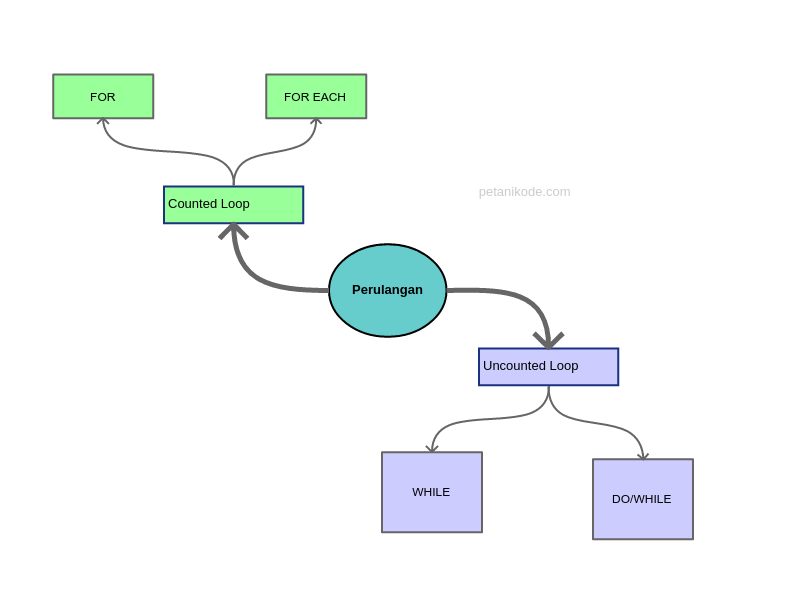 FOR
FOR EACH
Counted Loop
petanikode.com
Perulangan
Uncounted Loop
WHILE
DO/WHILE